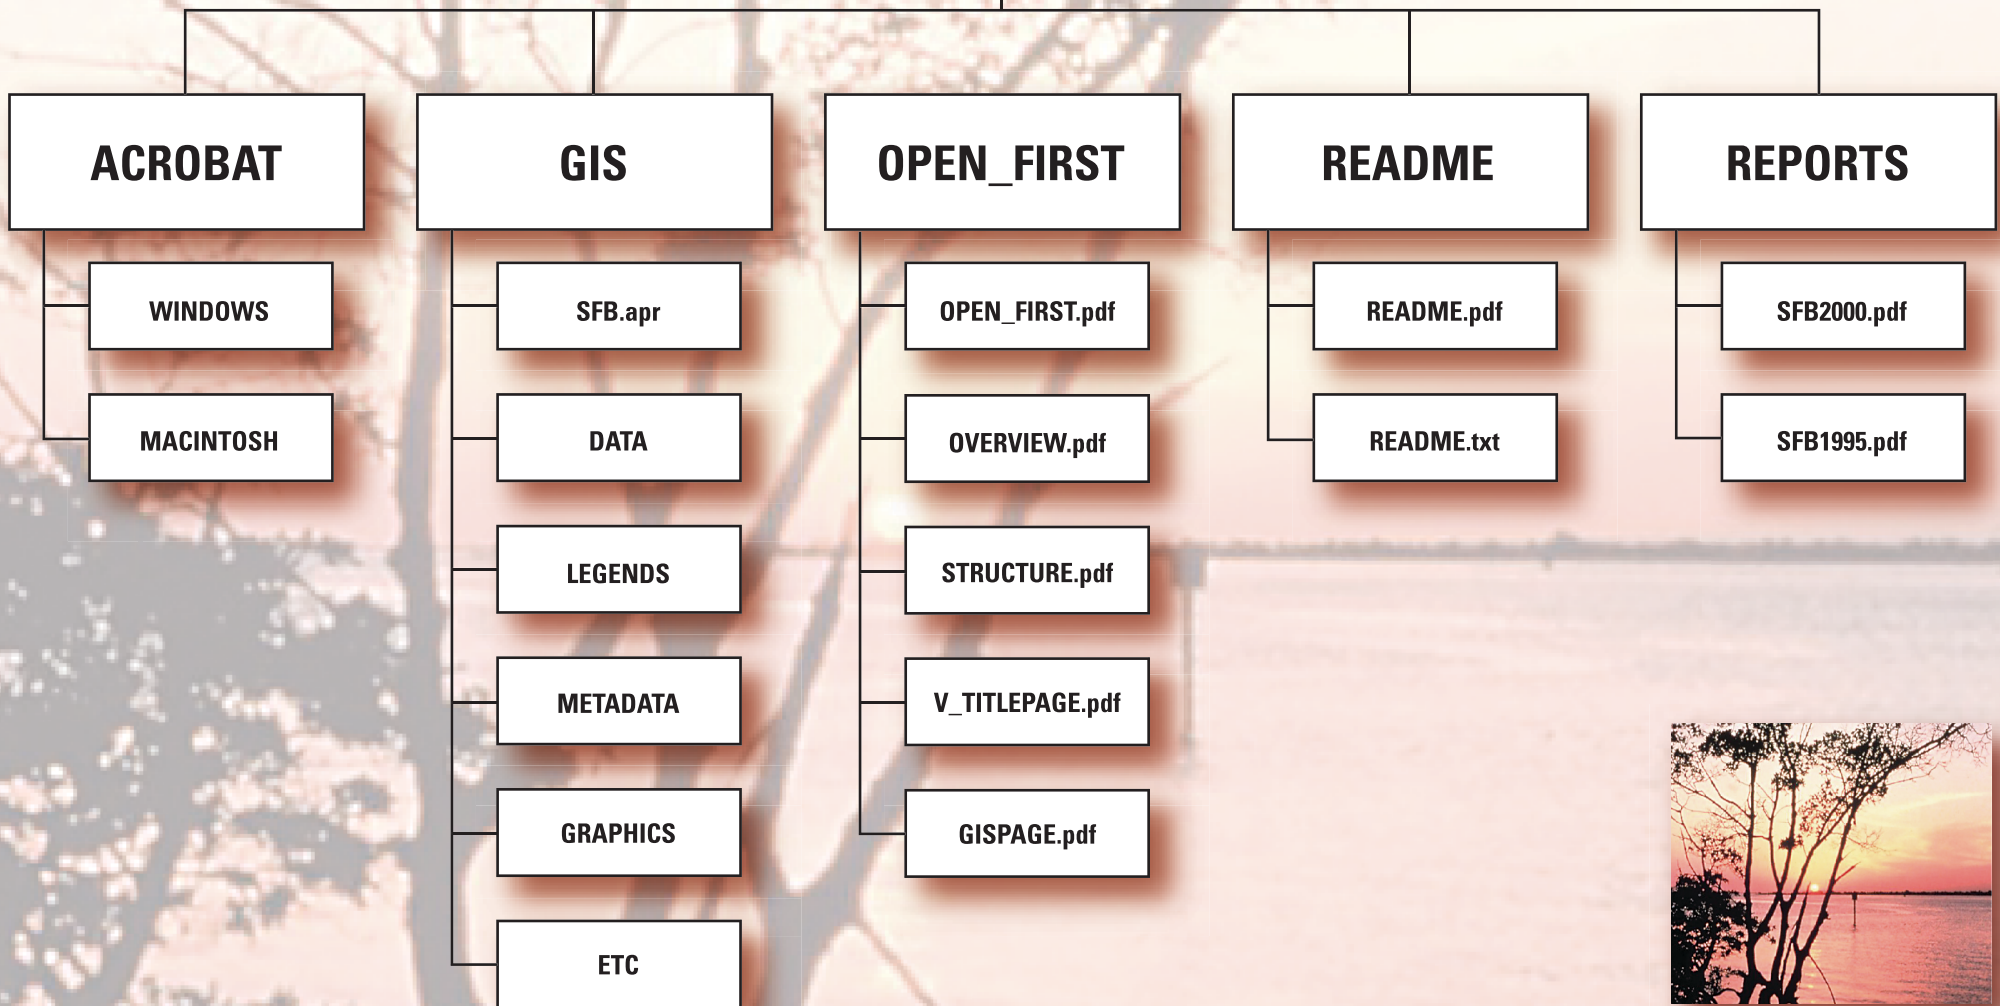 ACROBAT
WINDOWS
MACINTOSH
GIS
SFB.apr
DATA
LEGENDS
METADATA
GRAPHICS
ETC
OPEN_FIRST
OPEN_FIRST.pdf
OVERVIEW.pdf
STRUCTURE.pdf
V_TITLEPAGE.pdf
GISPAGE.pdf
README
README.pdf
README.txt
REPORTS
SFB2000.pdf
SFB1995.pdf